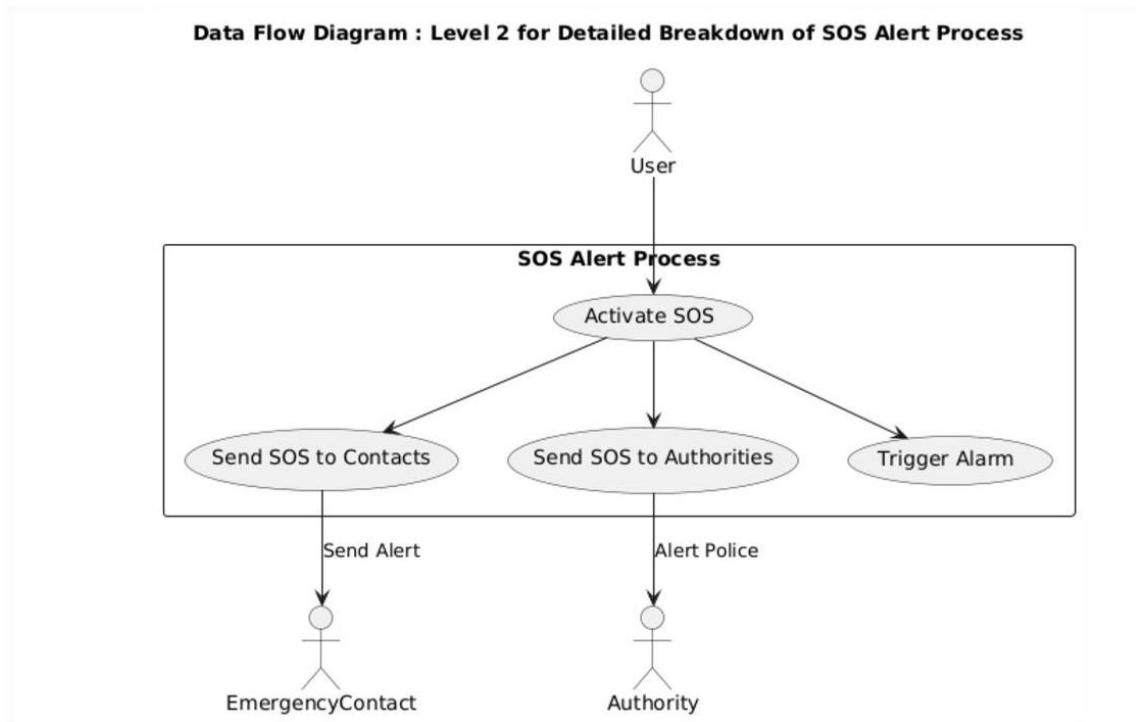 Data Flow Diagram : Level 2 for Detailed Breakdown of SOS Alert Process
User
SOS Alert Process
Activate SOS
Send SOS to Contacts
Send SOS to Authorities
Trigger Alarm
Send Alert
Alert Police
EmergencyContact
Authority